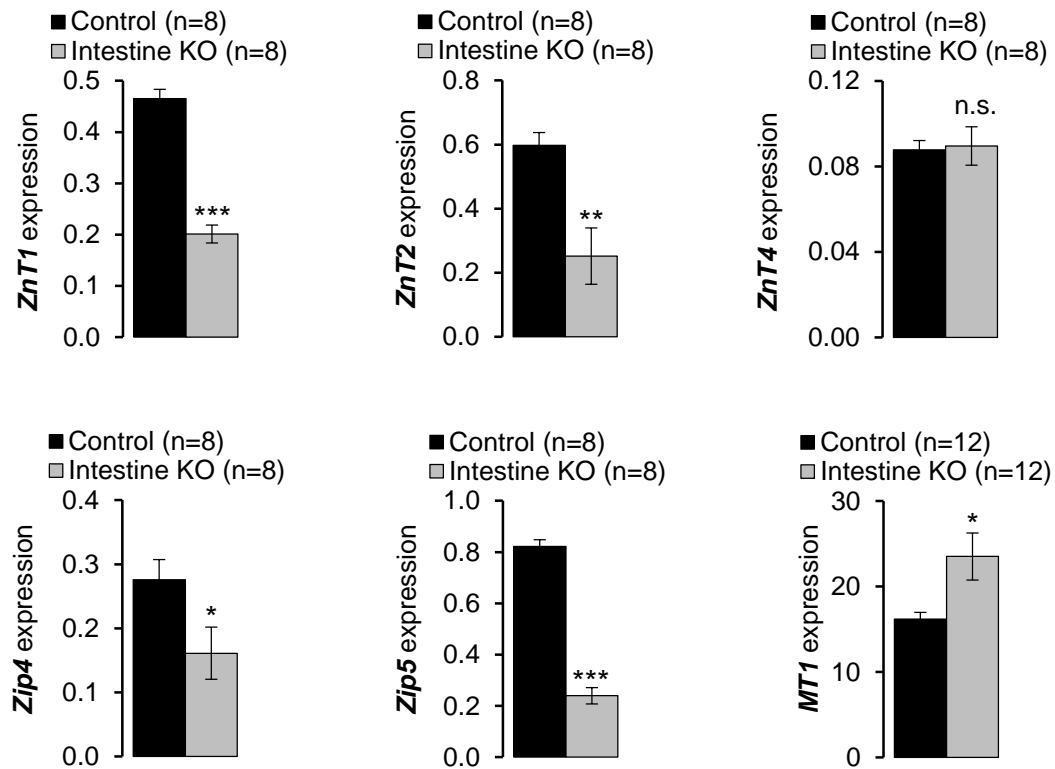 Control (n=8)
Intestine KO (n=8)
0.5
0.4
0.3
0.2
0.1
0.0
ZnT1 expression
***
Control (n=8)
Intestine KO (n=8)
0.8
0.6
0.4
0.2
0.0
ZnT2 expression
**
Control (n=8)
Intestine KO (n=8)
0.12
0.08
0.04
0.00
ZnT4 expression
n.s.
Control (n=8)
Intestine KO (n=8)
0.4
0.3
0.2
0.1
0.0
Zip4 expression
*
Control (n=8)
Intestine KO (n=8)
1.0
0.8
0.6
0.4
0.2
0.0
Zip5 expression
***
Control (n=12)
Intestine KO (n=12)
30
20
10
0
MT1 expression
*